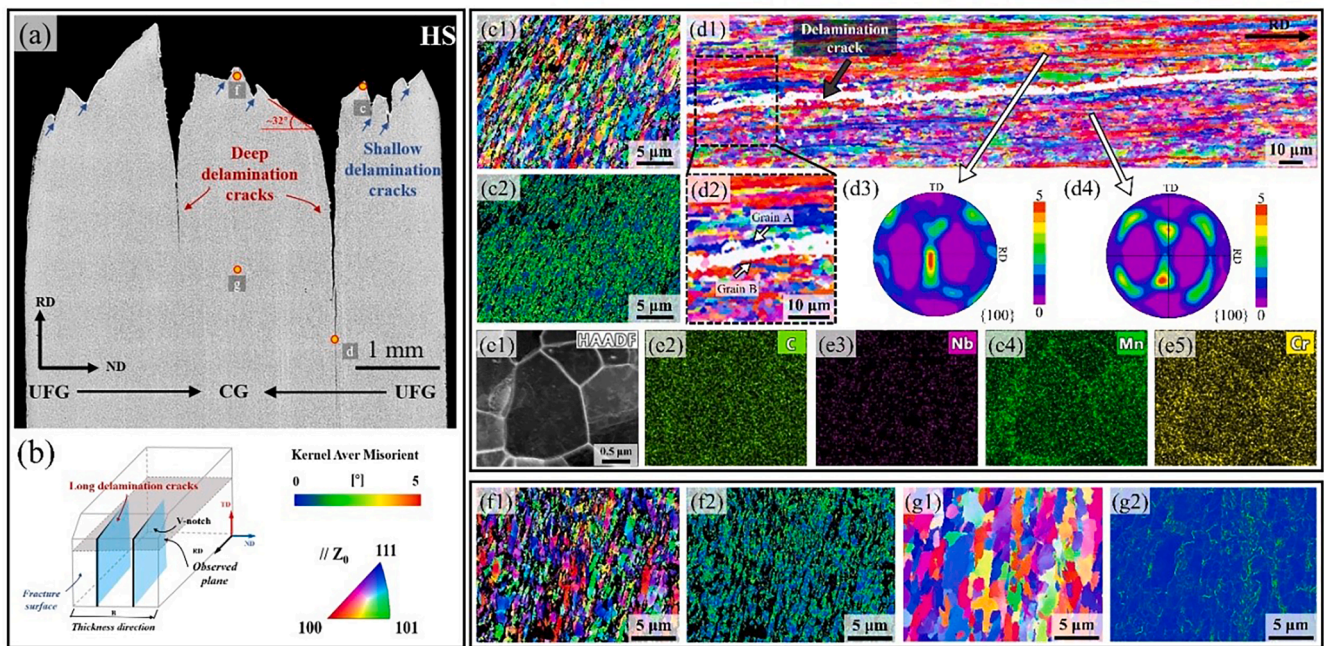 (a)
HS
f
c
~32°
Deep
delamination
cracks
Shallow
delamination
cracks
g
RD
ND
d
1 mm
UFG
CG
UFG
(b)
Long delamination cracks
V-notch
TD
ND
RD
Observed
plane
Fracture
surface
B
Thickness direction
Kernel Aver Misorient
0
[°]
5
// Z0
111
100
101
(c1)
5 µm
(d1)
Delamination
crack
RD
10 µm
(c2)
5 µm
(d2)
Grain A
Grain B
10 µm
(d3)
TD
RD
{100}
5
0
(d4)
TD
RD
{100}
5
0
(e1)
HAADF
0.5 µm
(e2)
C
(e3)
Nb
(e4)
Mn
(e5)
Cr
(f1)
5 µm
(f2)
5 µm
(g1)
5 µm
(g2)
5 µm